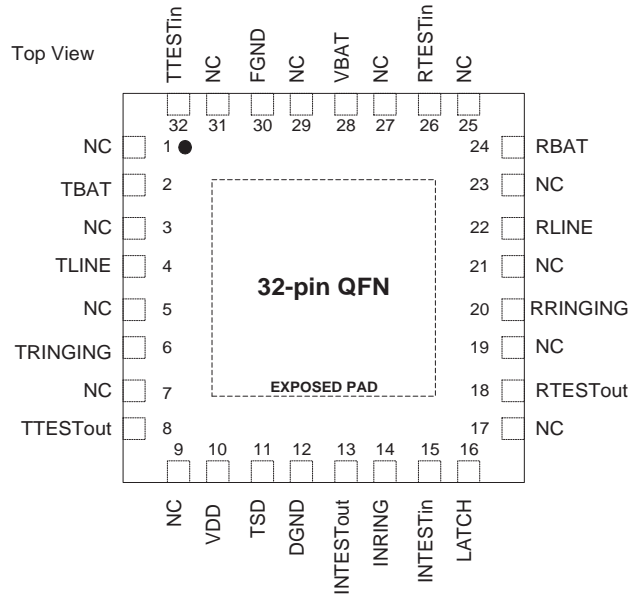 Top View
TTESTin NC FGND NC VBAT NC RTESTin NC
32 31 30 29 28 27 26 25
NC 1 24 RBAT
TBAT 2 23 NC
NC 3 22 RLINE
TLINE 4 21 NC
32-pin QFN
NC 5 20 RRINGING
TRINGING 6 19 NC
NC 7 EXPOSED PAD 18 RTESTout
TTESTout 8 17 NC
9 10 11 12 13 14 15 16
NC VDD TSD DGND INTESTout INRING INTESTin LATCH